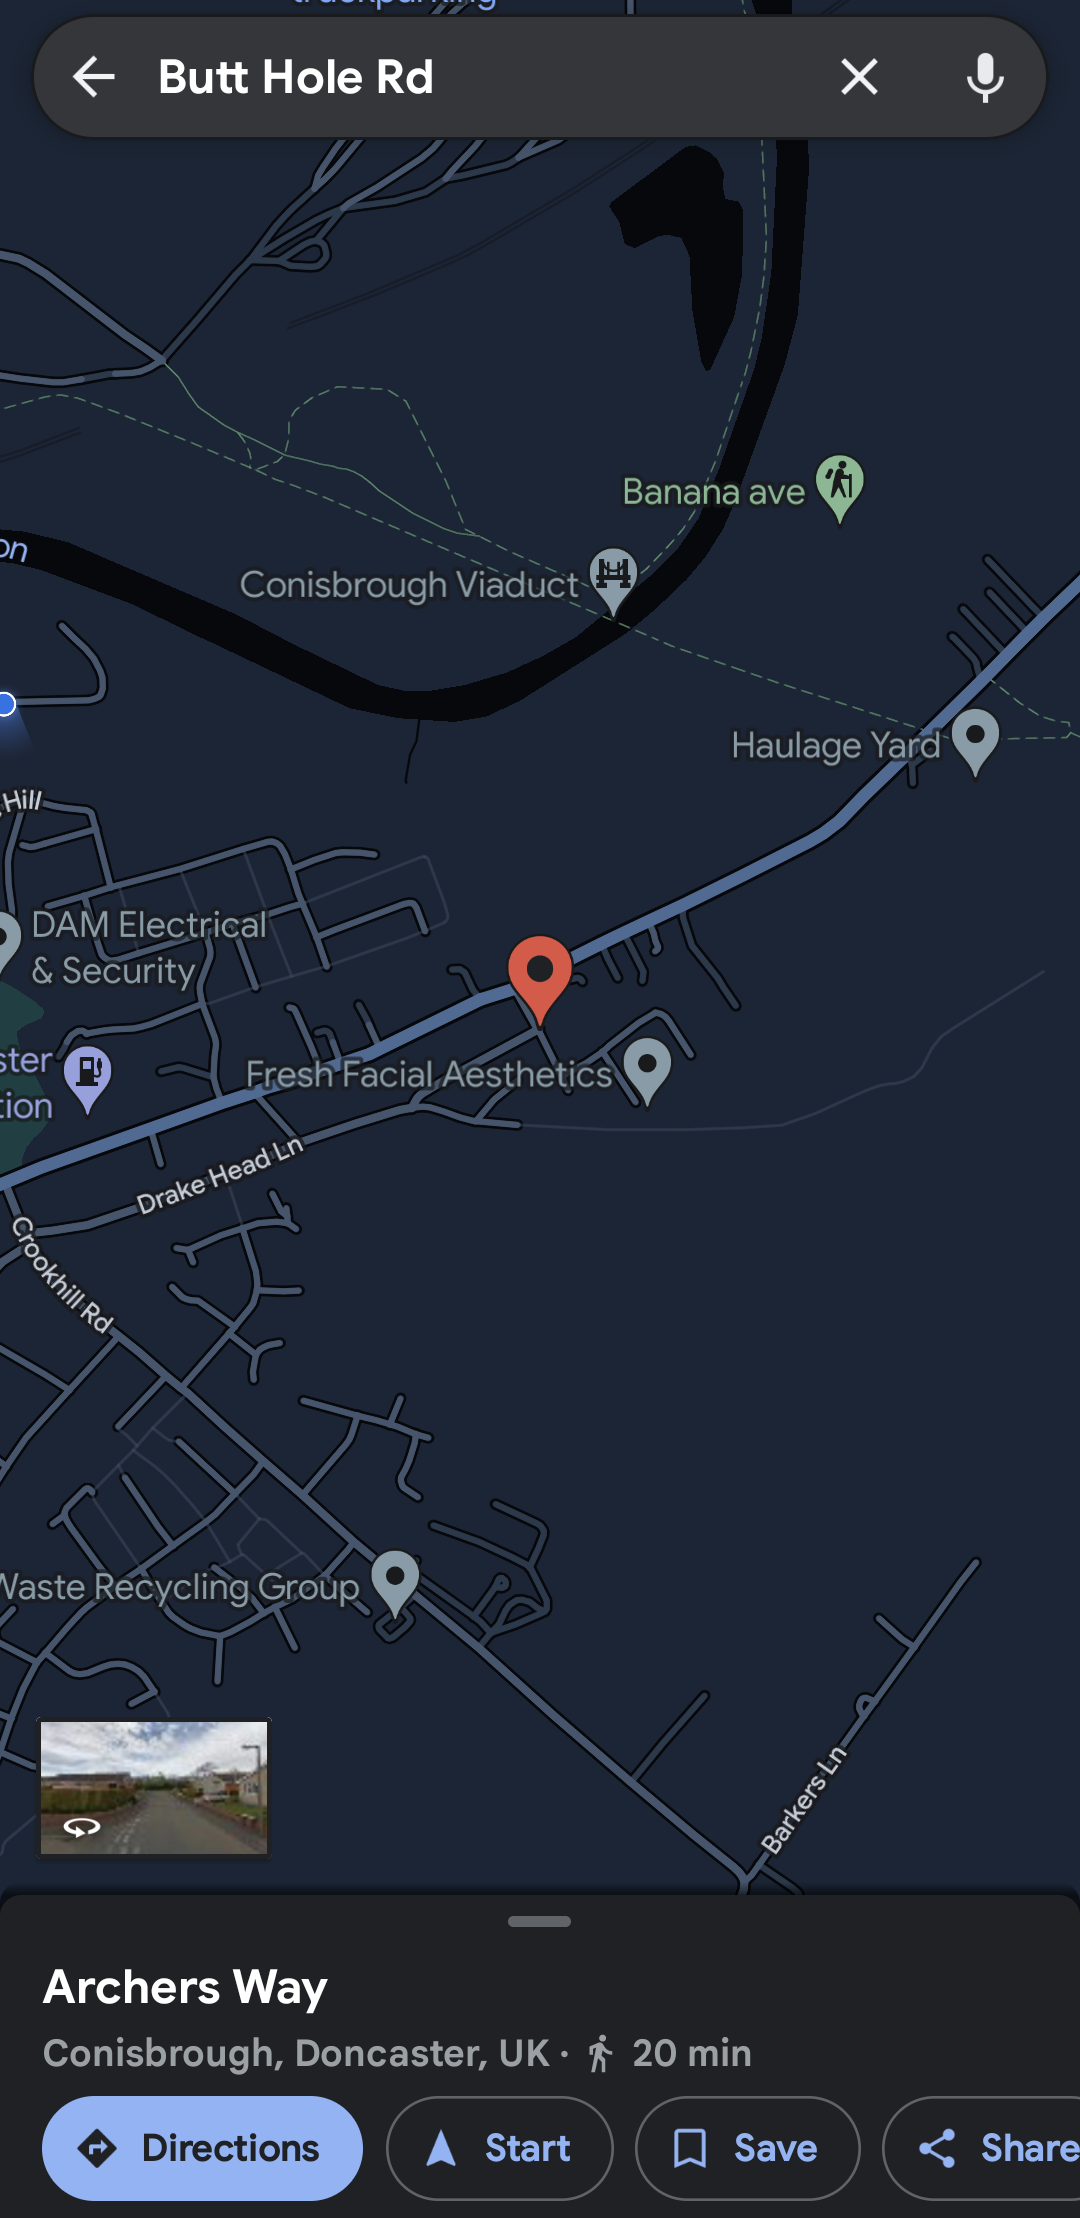 truckparking
Butt Hole Rd
Banana ave
on
Conisbrough Viaduct
Haulage Yard
Hill
DAM Electrical
& Security
ster
tion
Fresh Facial Aesthetics
Drake Head Ln
Crookhill Rd
Waste Recycling Group
Barkers Ln
Archers Way
Conisbrough, Doncaster, UK · 20 min
Directions
Start
Save
Share